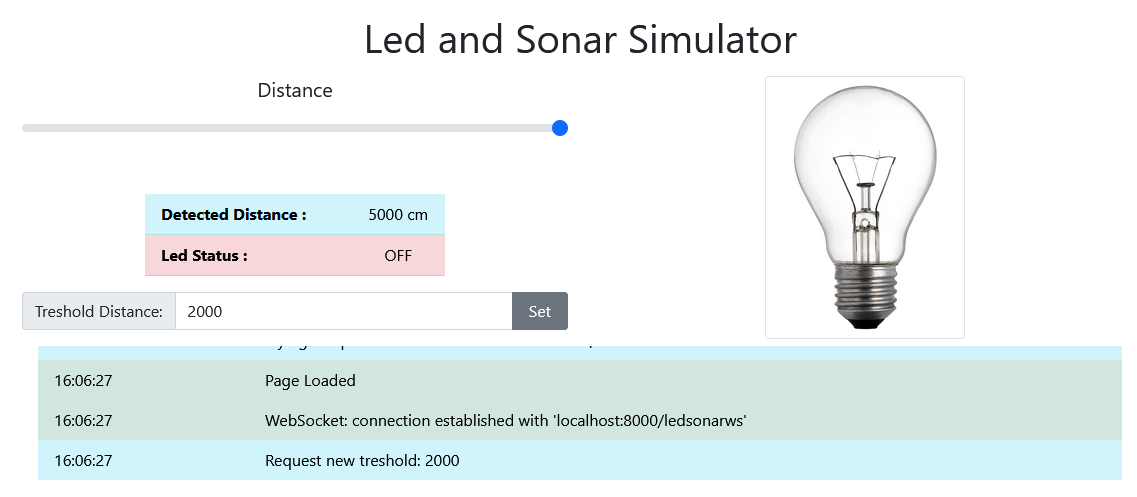 Led and Sonar Simulator
Distance
Detected Distance : 5000 cm
Led Status : OFF
Treshold Distance: 2000 Set
16:06:27 Page Loaded
16:06:27 WebSocket: connection established with 'localhost:8000/ledsonarws'
16:06:27 Request new treshold: 2000